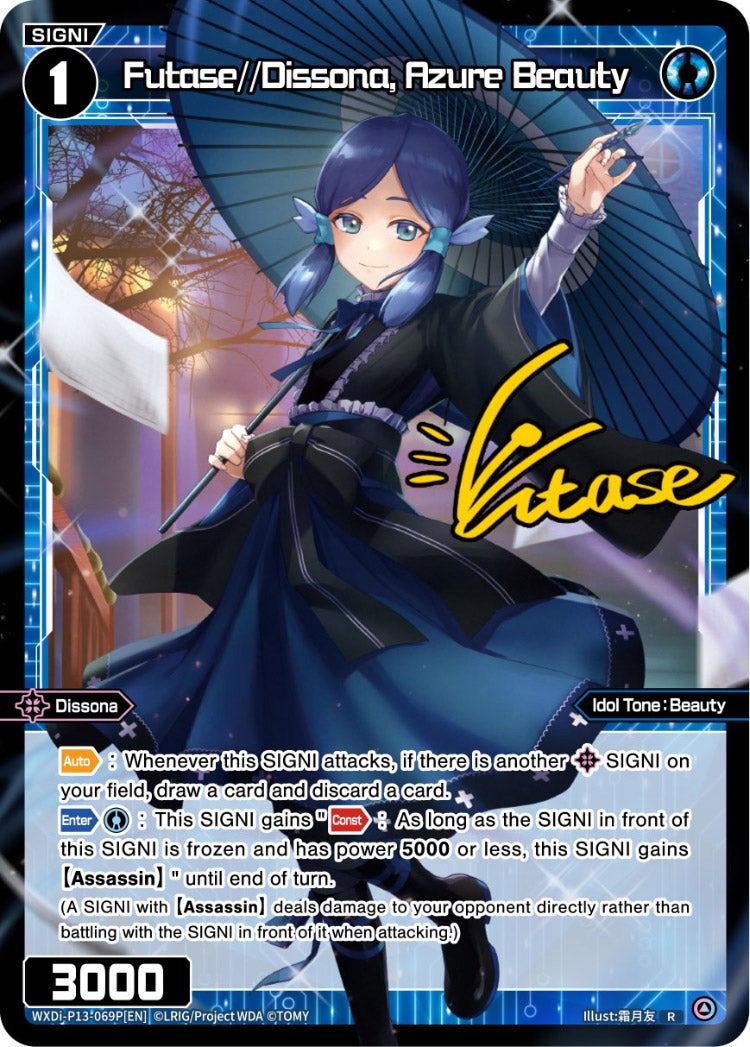 SIGNI
1
Futase//Dissona, Azure Beauty
Futase
Dissona
Idol Tone:Beauty
Auto : Whenever this SIGNI attacks, if there is another SIGNI on
your field, draw a card and discard a card.
Enter : This SIGNI gains " Const : As long as the SIGNI in front of
this SIGNI is frozen and has power 5000 or less, this SIGNI gains
【Assassin】 " until end of turn.
(A SIGNI with 【Assassin】 deals damage to your opponent directly rather than
battling with the SIGNI in front of it when attacking.)
3000
WXDi-P13-069P[EN] ©LRIG/Project WDA ©TOMY
Illust:霜月友 R